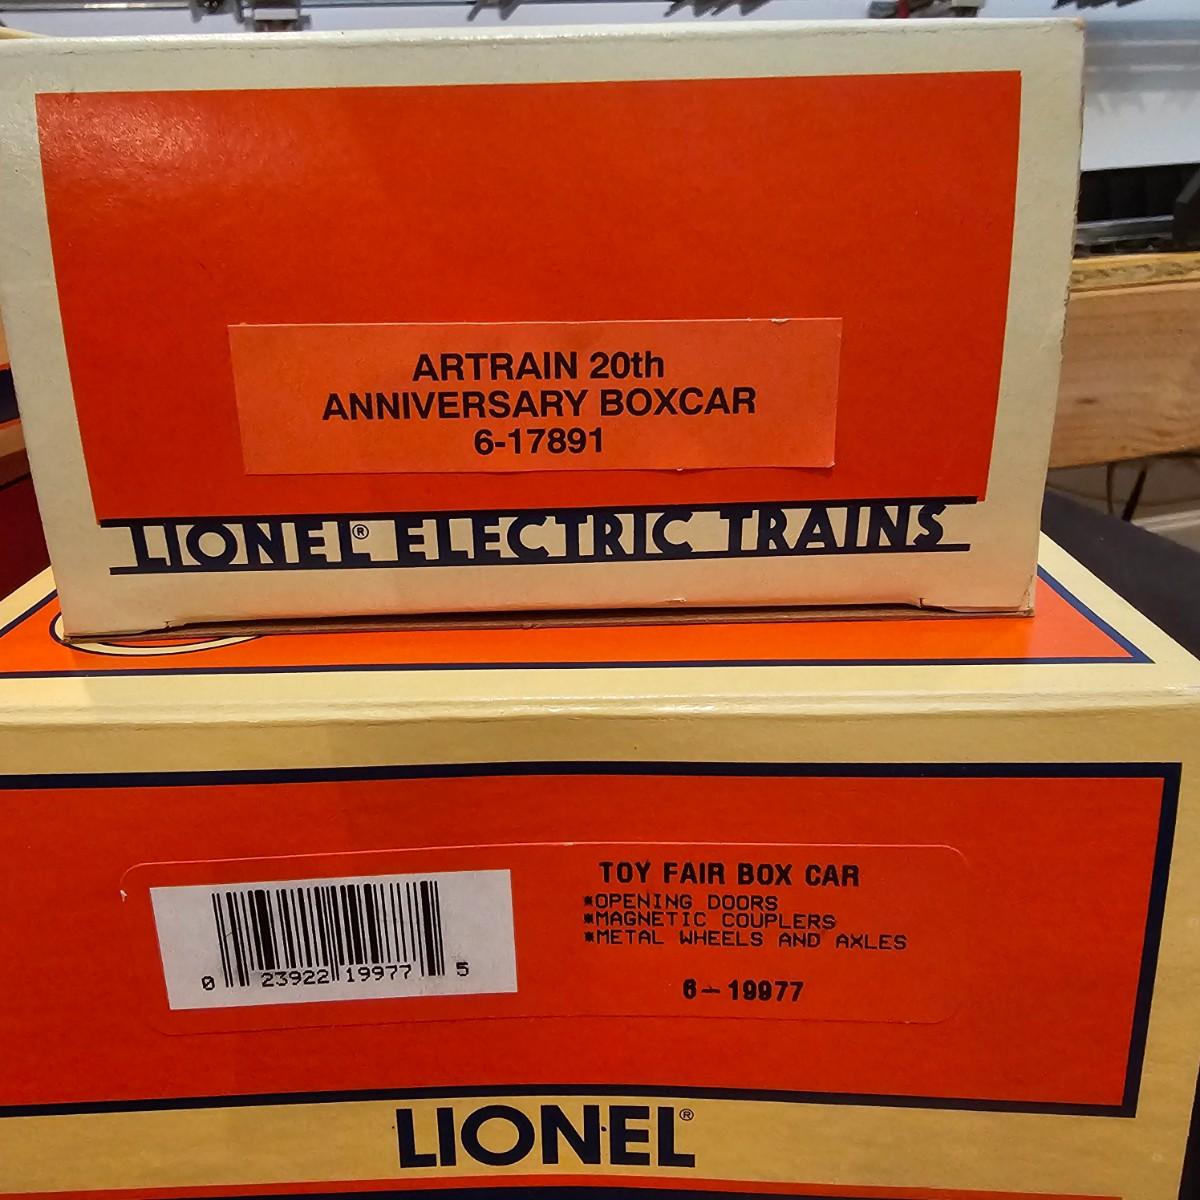 ARTRAIN 20th
ANNIVERSARY BOXCAR
6-17891
LIONEL® ELECTRIC TRAINS
TOY FAIR BOX CAR
*OPENING DOORS
*MAGNETIC COUPLERS
*METAL WHEELS AND AXLES
0 23922 19977 5
6-19977
LIONEL®